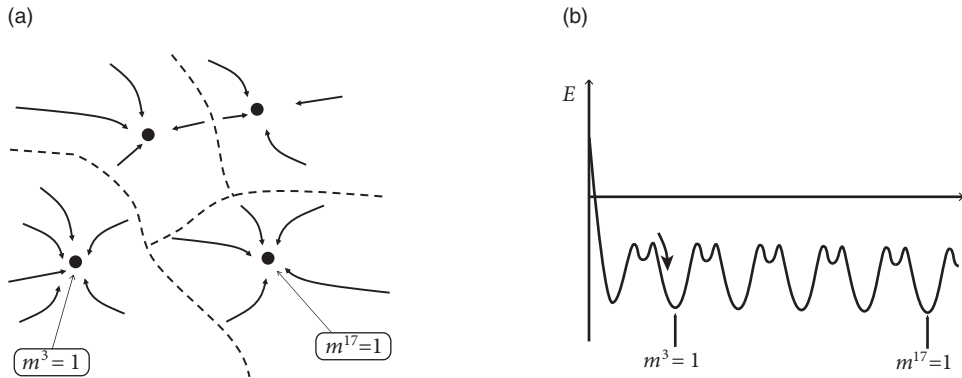 (a)
(b)
E
m³ = 1
m¹⁷=1
m³ = 1
m¹⁷=1